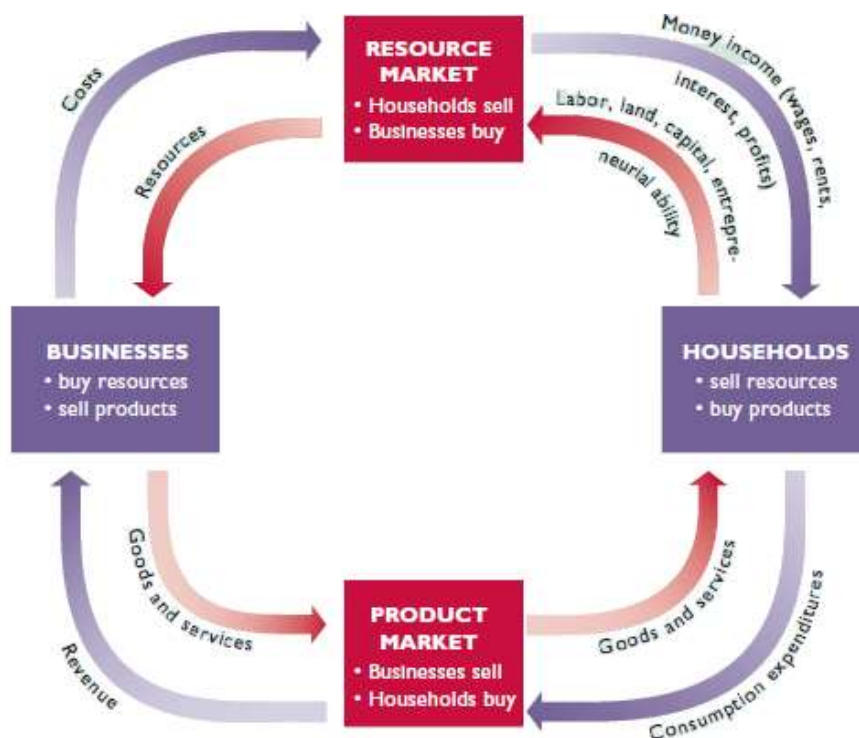 RESOURCE
MARKET
• Households sell
• Businesses buy
Costs
Resources
Money income (wages, rents,
interest, profits)
Labor, land, capital, entrepre-
neurial ability
BUSINESSES
• buy resources
• sell products
HOUSEHOLDS
• sell resources
• buy products
Goods and services
Revenue
PRODUCT
MARKET
• Businesses sell
• Households buy
Goods and services
Consumption expenditures